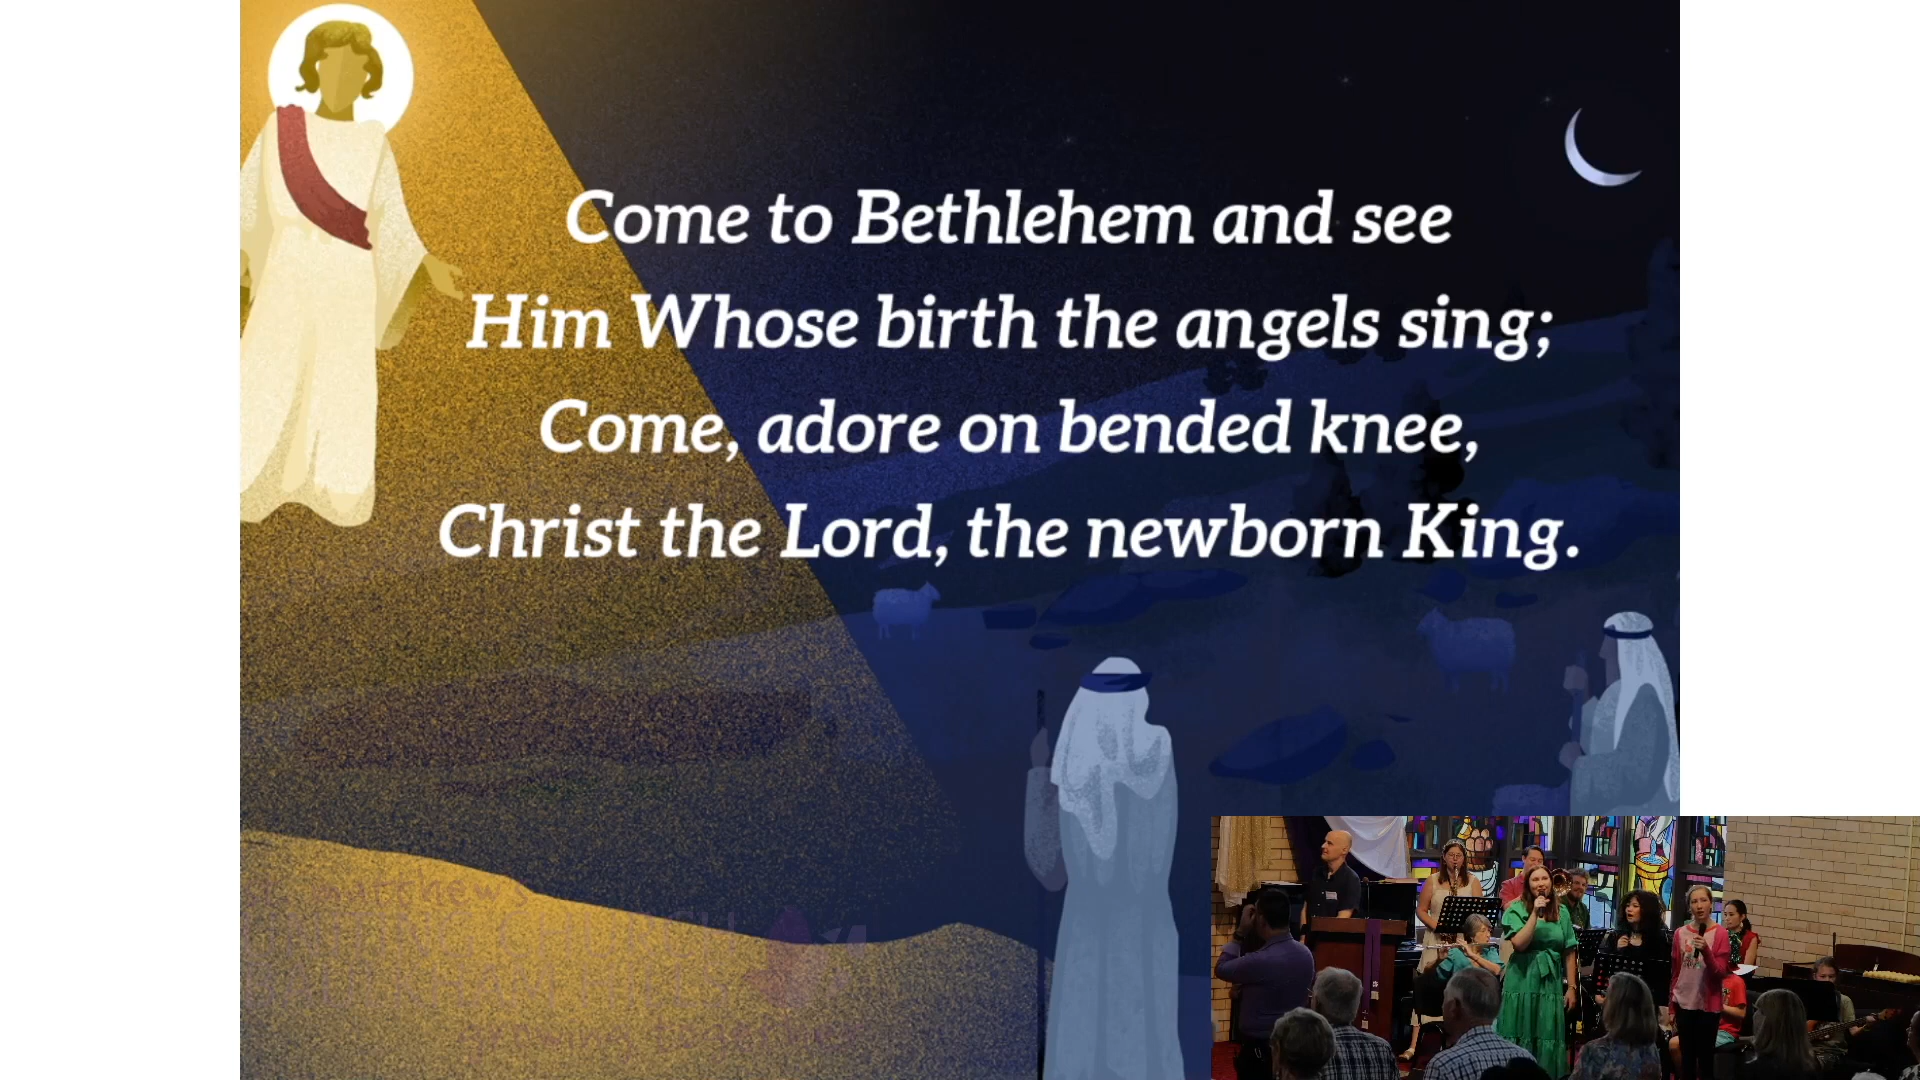 Come to Bethlehem and see
Him Whose birth the angels sing;
Come, adore on bended knee,
Christ the Lord, the newborn King.